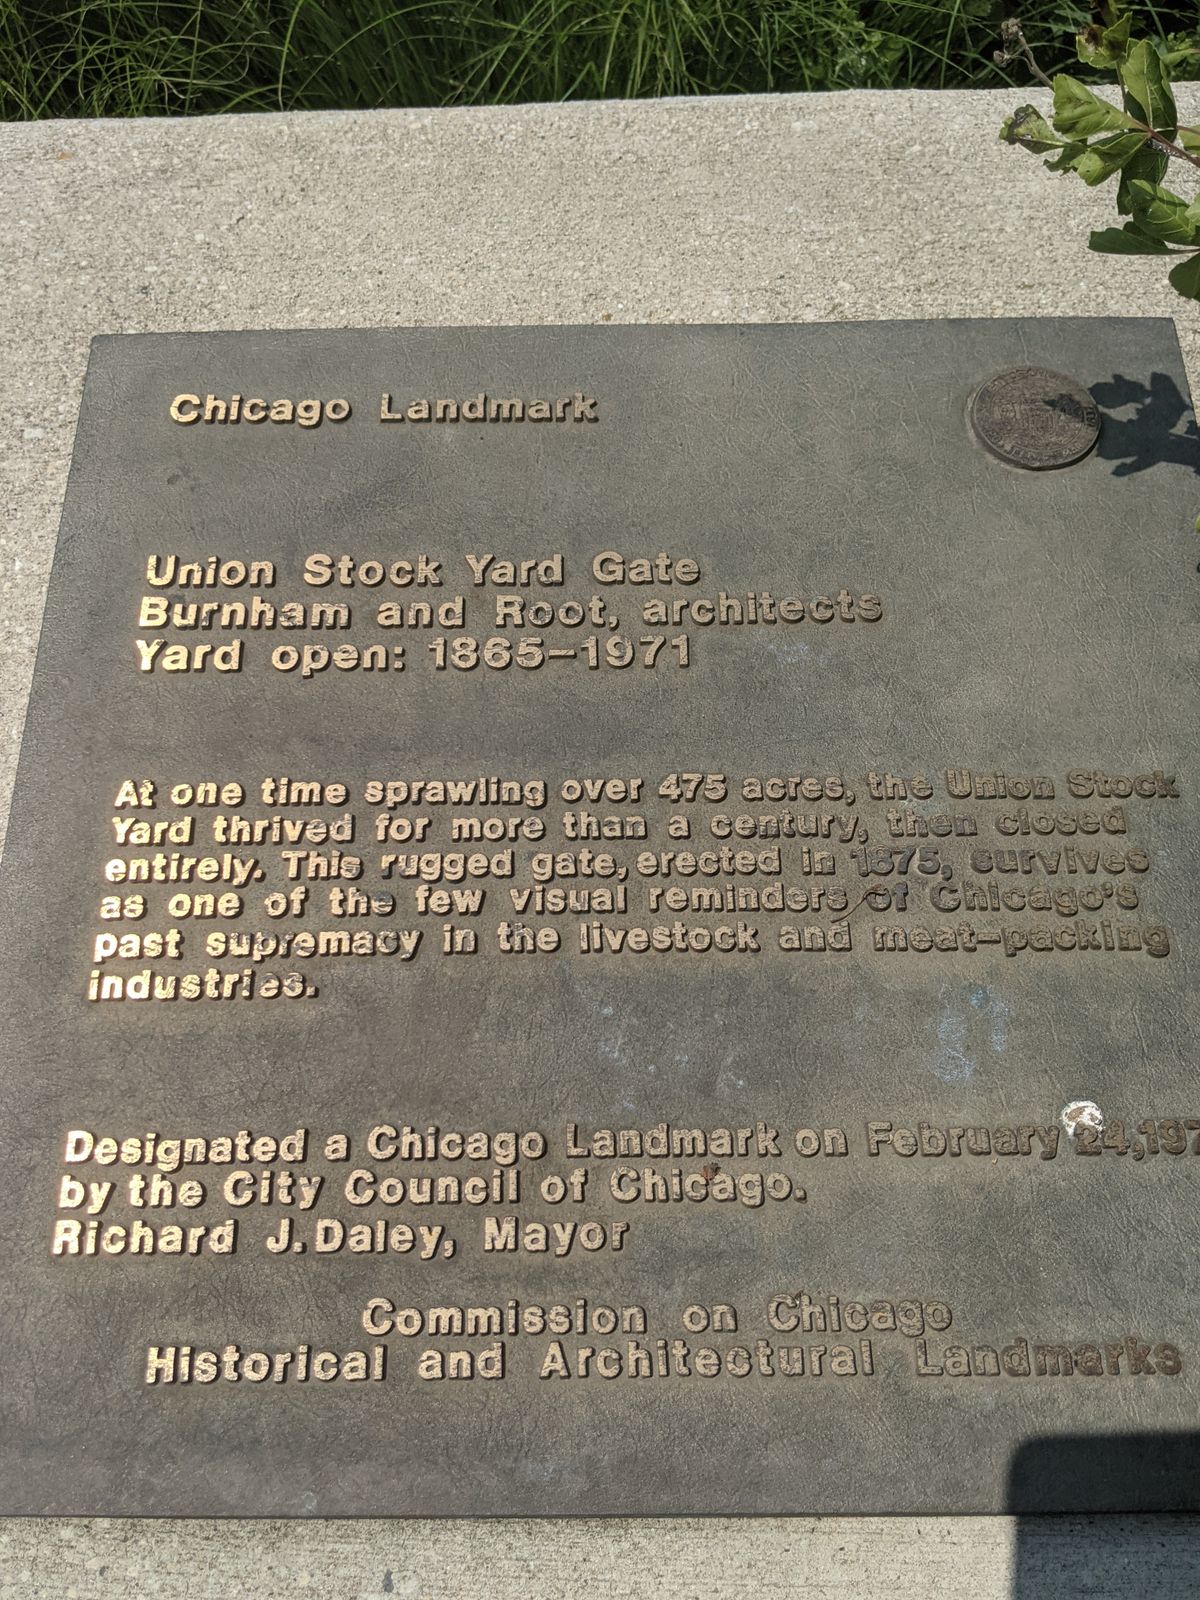 Chicago Landmark
Union Stock Yard Gate
Burnham and Root, architects
Yard open: 1865-1971
At one time sprawling over 475 acres, the Union Stock
Yard thrived for more than a century, then closed
entirely. This rugged gate, erected in 1875, survives
as one of the few visual reminders of Chicago's
past supremacy in the livestock and meat-packing
industries.
Designated a Chicago Landmark on February 24, 197
by the City Council of Chicago.
Richard J. Daley, Mayor
Commission on Chicago
Historical and Architectural Landmarks